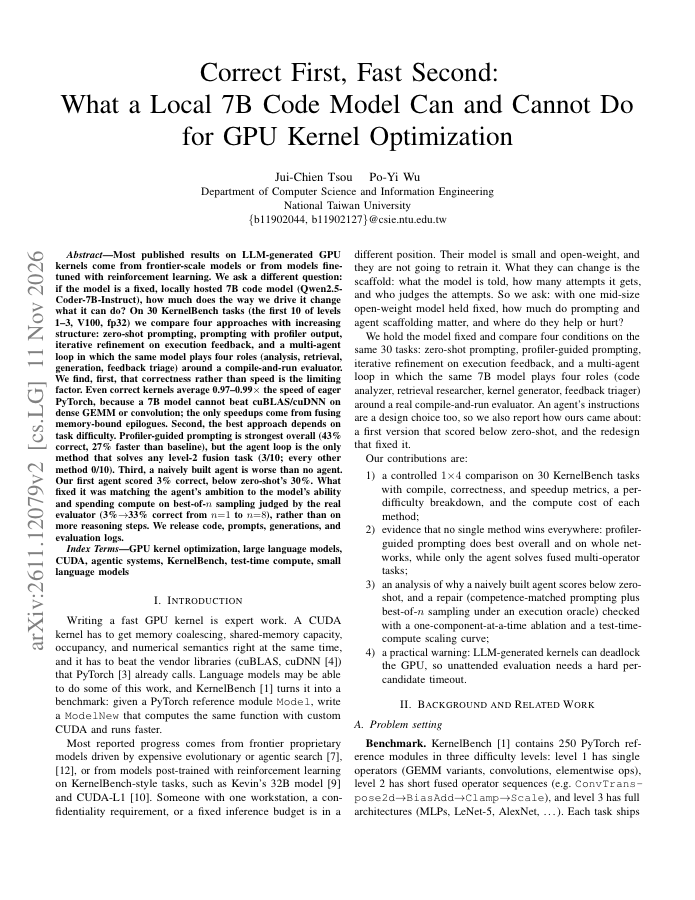 Correct First, Fast Second:
What a Local 7B Code Model Can and Cannot Do
for GPU Kernel Optimization
Jui-Chien Tsou Po-Yi Wu
Department of Computer Science and Information Engineering
National Taiwan University
{b11902044, b11902127}@csie.ntu.edu.tw
arXiv:2611.12079v2 [cs.LG] 11 Nov 2026
Abstract—Most published results on LLM-generated GPU
kernels come from frontier-scale models or from models fine-
tuned with reinforcement learning. We ask a different question:
if the model is a fixed, locally hosted 7B code model (Qwen2.5-
Coder-7B-Instruct), how much does the way we drive it change
what it can do? On 30 KernelBench tasks (the first 10 of levels
1–3, V100, fp32) we compare four approaches with increasing
structure: zero-shot prompting, prompting with profiler output,
iterative refinement on execution feedback, and a multi-agent
loop in which the same model plays four roles (analysis, retrieval,
generation, feedback triage) around a compile-and-run evaluator.
We find, first, that correctness rather than speed is the limiting
factor. Even correct kernels average 0.97–0.99× the speed of eager
PyTorch, because a 7B model cannot beat cuBLAS/cuDNN on
dense GEMM or convolution; the only speedups come from fusing
memory-bound epilogues. Second, the best approach depends on
task difficulty. Profiler-guided prompting is strongest overall (43%
correct, 27% faster than baseline), but the agent loop is the only
method that solves any level-2 fusion task (3/10; every other
method 0/10). Third, a naively built agent is worse than no agent.
Our first agent scored 3% correct, below zero-shot's 30%. What
fixed it was matching the agent's ambition to the model's ability
and spending compute on best-of-n sampling judged by the real
evaluator (3%→33% correct from n=1 to n=8), rather than on
more reasoning steps. We release code, prompts, generations, and
evaluation logs.
Index Terms—GPU kernel optimization, large language models,
CUDA, agentic systems, KernelBench, test-time compute, small
language models
I. INTRODUCTION
Writing a fast GPU kernel is expert work. A CUDA
kernel has to get memory coalescing, shared-memory capacity,
occupancy, and numerical semantics right at the same time,
and it has to beat the vendor libraries (cuBLAS, cuDNN [4])
that PyTorch [3] already calls. Language models may be able
to do some of this work, and KernelBench [1] turns it into a
benchmark: given a PyTorch reference module Model, write
a ModelNew that computes the same function with custom
CUDA and runs faster.
Most reported progress comes from frontier proprietary
models driven by expensive evolutionary or agentic search [7],
[12], or from models post-trained with reinforcement learning
on KernelBench-style tasks, such as Kevin's 32B model [9]
and CUDA-L1 [10]. Someone with one workstation, a con-
fidentiality requirement, or a fixed inference budget is in a
different position. Their model is small and open-weight, and
they are not going to retrain it. What they can change is the
scaffold: what the model is told, how many attempts it gets,
and who judges the attempts. So we ask: with one mid-size
open-weight model held fixed, how much do prompting and
agent scaffolding matter, and where do they help or hurt?
We hold the model fixed and compare four conditions on the
same 30 tasks: zero-shot prompting, profiler-guided prompting,
iterative refinement on execution feedback, and a multi-agent
loop in which the same 7B model plays four roles (code
analyzer, retrieval researcher, kernel generator, feedback triager)
around a real compile-and-run evaluator. An agent's instructions
are a design choice too, so we also report how ours came about:
a first version that scored below zero-shot, and the redesign
that fixed it.
Our contributions are:
1) a controlled 1×4 comparison on 30 KernelBench tasks
with compile, correctness, and speedup metrics, a per-
difficulty breakdown, and the compute cost of each
method;
2) evidence that no single method wins everywhere: profiler-
guided prompting does best overall and on whole net-
works, while only the agent solves fused multi-operator
tasks;
3) an analysis of why a naively built agent scores below zero-
shot, and a repair (competence-matched prompting plus
best-of-n sampling under an execution oracle) checked
with a one-component-at-a-time ablation and a test-time-
compute scaling curve;
4) a practical warning: LLM-generated kernels can deadlock
the GPU, so unattended evaluation needs a hard per-
candidate timeout.
II. BACKGROUND AND RELATED WORK
A. Problem setting
Benchmark. KernelBench [1] contains 250 PyTorch ref-
erence modules in three difficulty levels: level 1 has single
operators (GEMM variants, convolutions, elementwise ops),
level 2 has short fused operator sequences (e.g. ConvTrans-
pose2d→BiasAdd→Clamp→Scale), and level 3 has full
architectures (MLPs, LeNet-5, AlexNet, ...). Each task ships